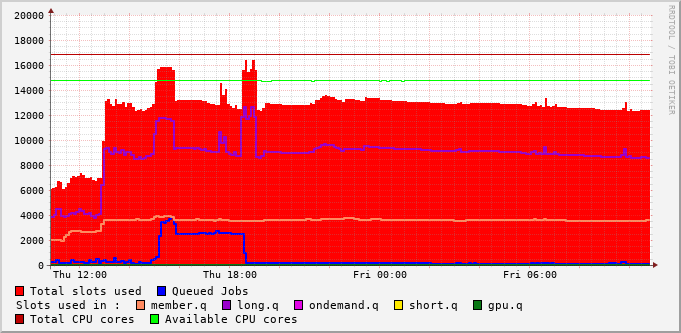 20000
18000
16000
14000
12000
10000
8000
6000
4000
2000
0
Thu 12:00 Thu 18:00 Fri 00:00 Fri 06:00
RRDTOOL / TOBI OETIKER
Total slots used Queued Jobs
Slots used in : member.q long.q ondemand.q short.q gpu.q
Total CPU cores Available CPU cores